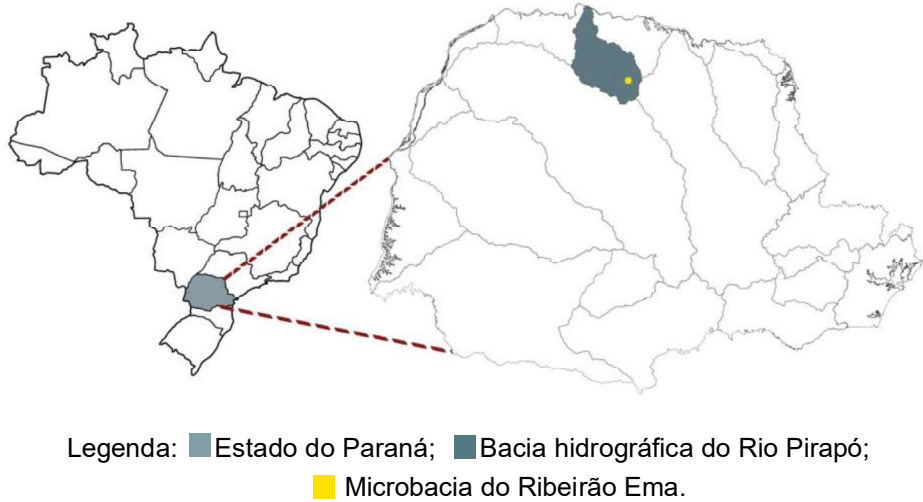 Legenda: Estado do Paraná; Bacia hidrográfica do Rio Pirapó;
Microbacia do Ribeirão Ema.